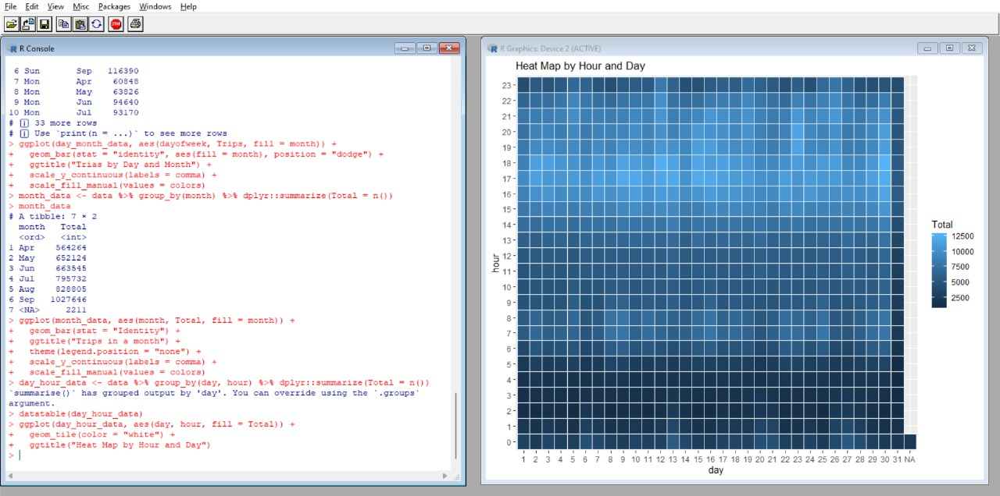 File Edit View Misc Packages Windows Help
STOP
R Console
6 Sun Sep 116390
7 Mon Apr 60848
8 Mon May 63826
9 Mon Jun 94640
10 Mon Jul 93170
# ℹ 33 more rows
# ℹ Use `print(n = ...)` to see more rows
> ggplot(day_month_data, aes(dayofweek, Trips, fill = month)) +
+ geom_bar(stat = "identity", aes(fill = month), position = "dodge") +
+ ggtitle("Trias by Day and Month") +
+ scale_y_continuous(labels = comma) +
+ scale_fill_manual(values = colors)
> month_data <- data %>% group_by(month) %>% dplyr::summarize(Total = n())
> month_data
# A tibble: 7 × 2
month Total
<ord> <int>
1 Apr 564264
2 May 652124
3 Jun 663545
4 Jul 795732
5 Aug 828805
6 Sep 1027646
7 <NA> 2211
> ggplot(month_data, aes(month, Total, fill = month)) +
+ geom_bar(stat = "Identity") +
+ ggtitle("Trips in a month") +
+ theme(legend.position = "none") +
+ scale_y_continuous(labels = comma) +
+ scale_fill_manual(values = colors)
> day_hour_data <- data %>% group_by(day, hour) %>% dplyr::summarize(Total = n())
`summarise()` has grouped output by 'day'. You can override using the `.groups`
argument.
> datatable(day_hour_data)
> ggplot(day_hour_data, aes(day, hour, fill = Total)) +
+ geom_tile(color = "white") +
+ ggtitle("Heat Map by Hour and Day")
>
R Graphics: Device 2 (ACTIVE)
Heat Map by Hour and Day
23
22
21
20
19
18
17
16
15
14
13
12
11
10
9
8
7
6
5
4
3
2
1
0
hour
1 2 3 4 5 6 7 8 9 10 11 12 13 14 15 16 17 18 19 20 21 22 23 24 25 26 27 28 29 30 31 NA
day
Total
12500
10000
7500
5000
2500